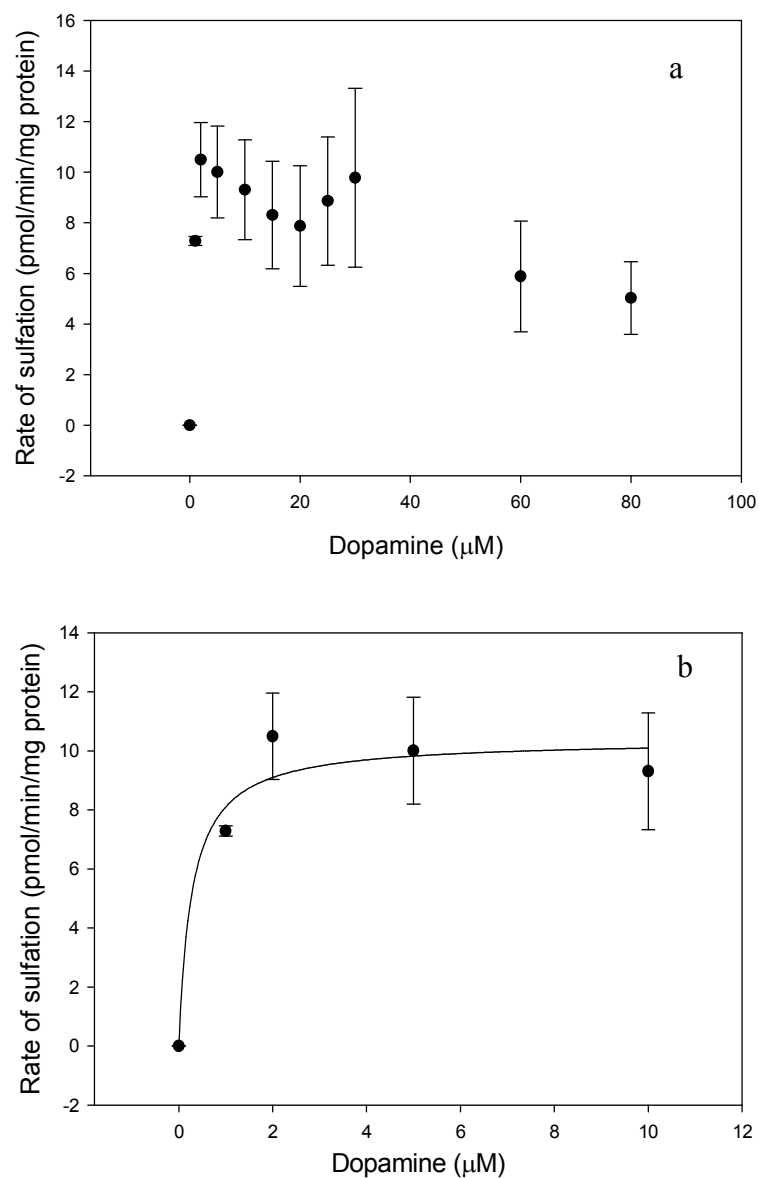 a
16
14
12
10
8
6
4
2
0
-2
Rate of sulfation (pmol/min/mg protein)
0 20 40 60 80 100
Dopamine (μM)
b
14
12
10
8
6
4
2
0
-2
Rate of sulfation (pmol/min/mg protein)
0 2 4 6 8 10 12
Dopamine (μM)